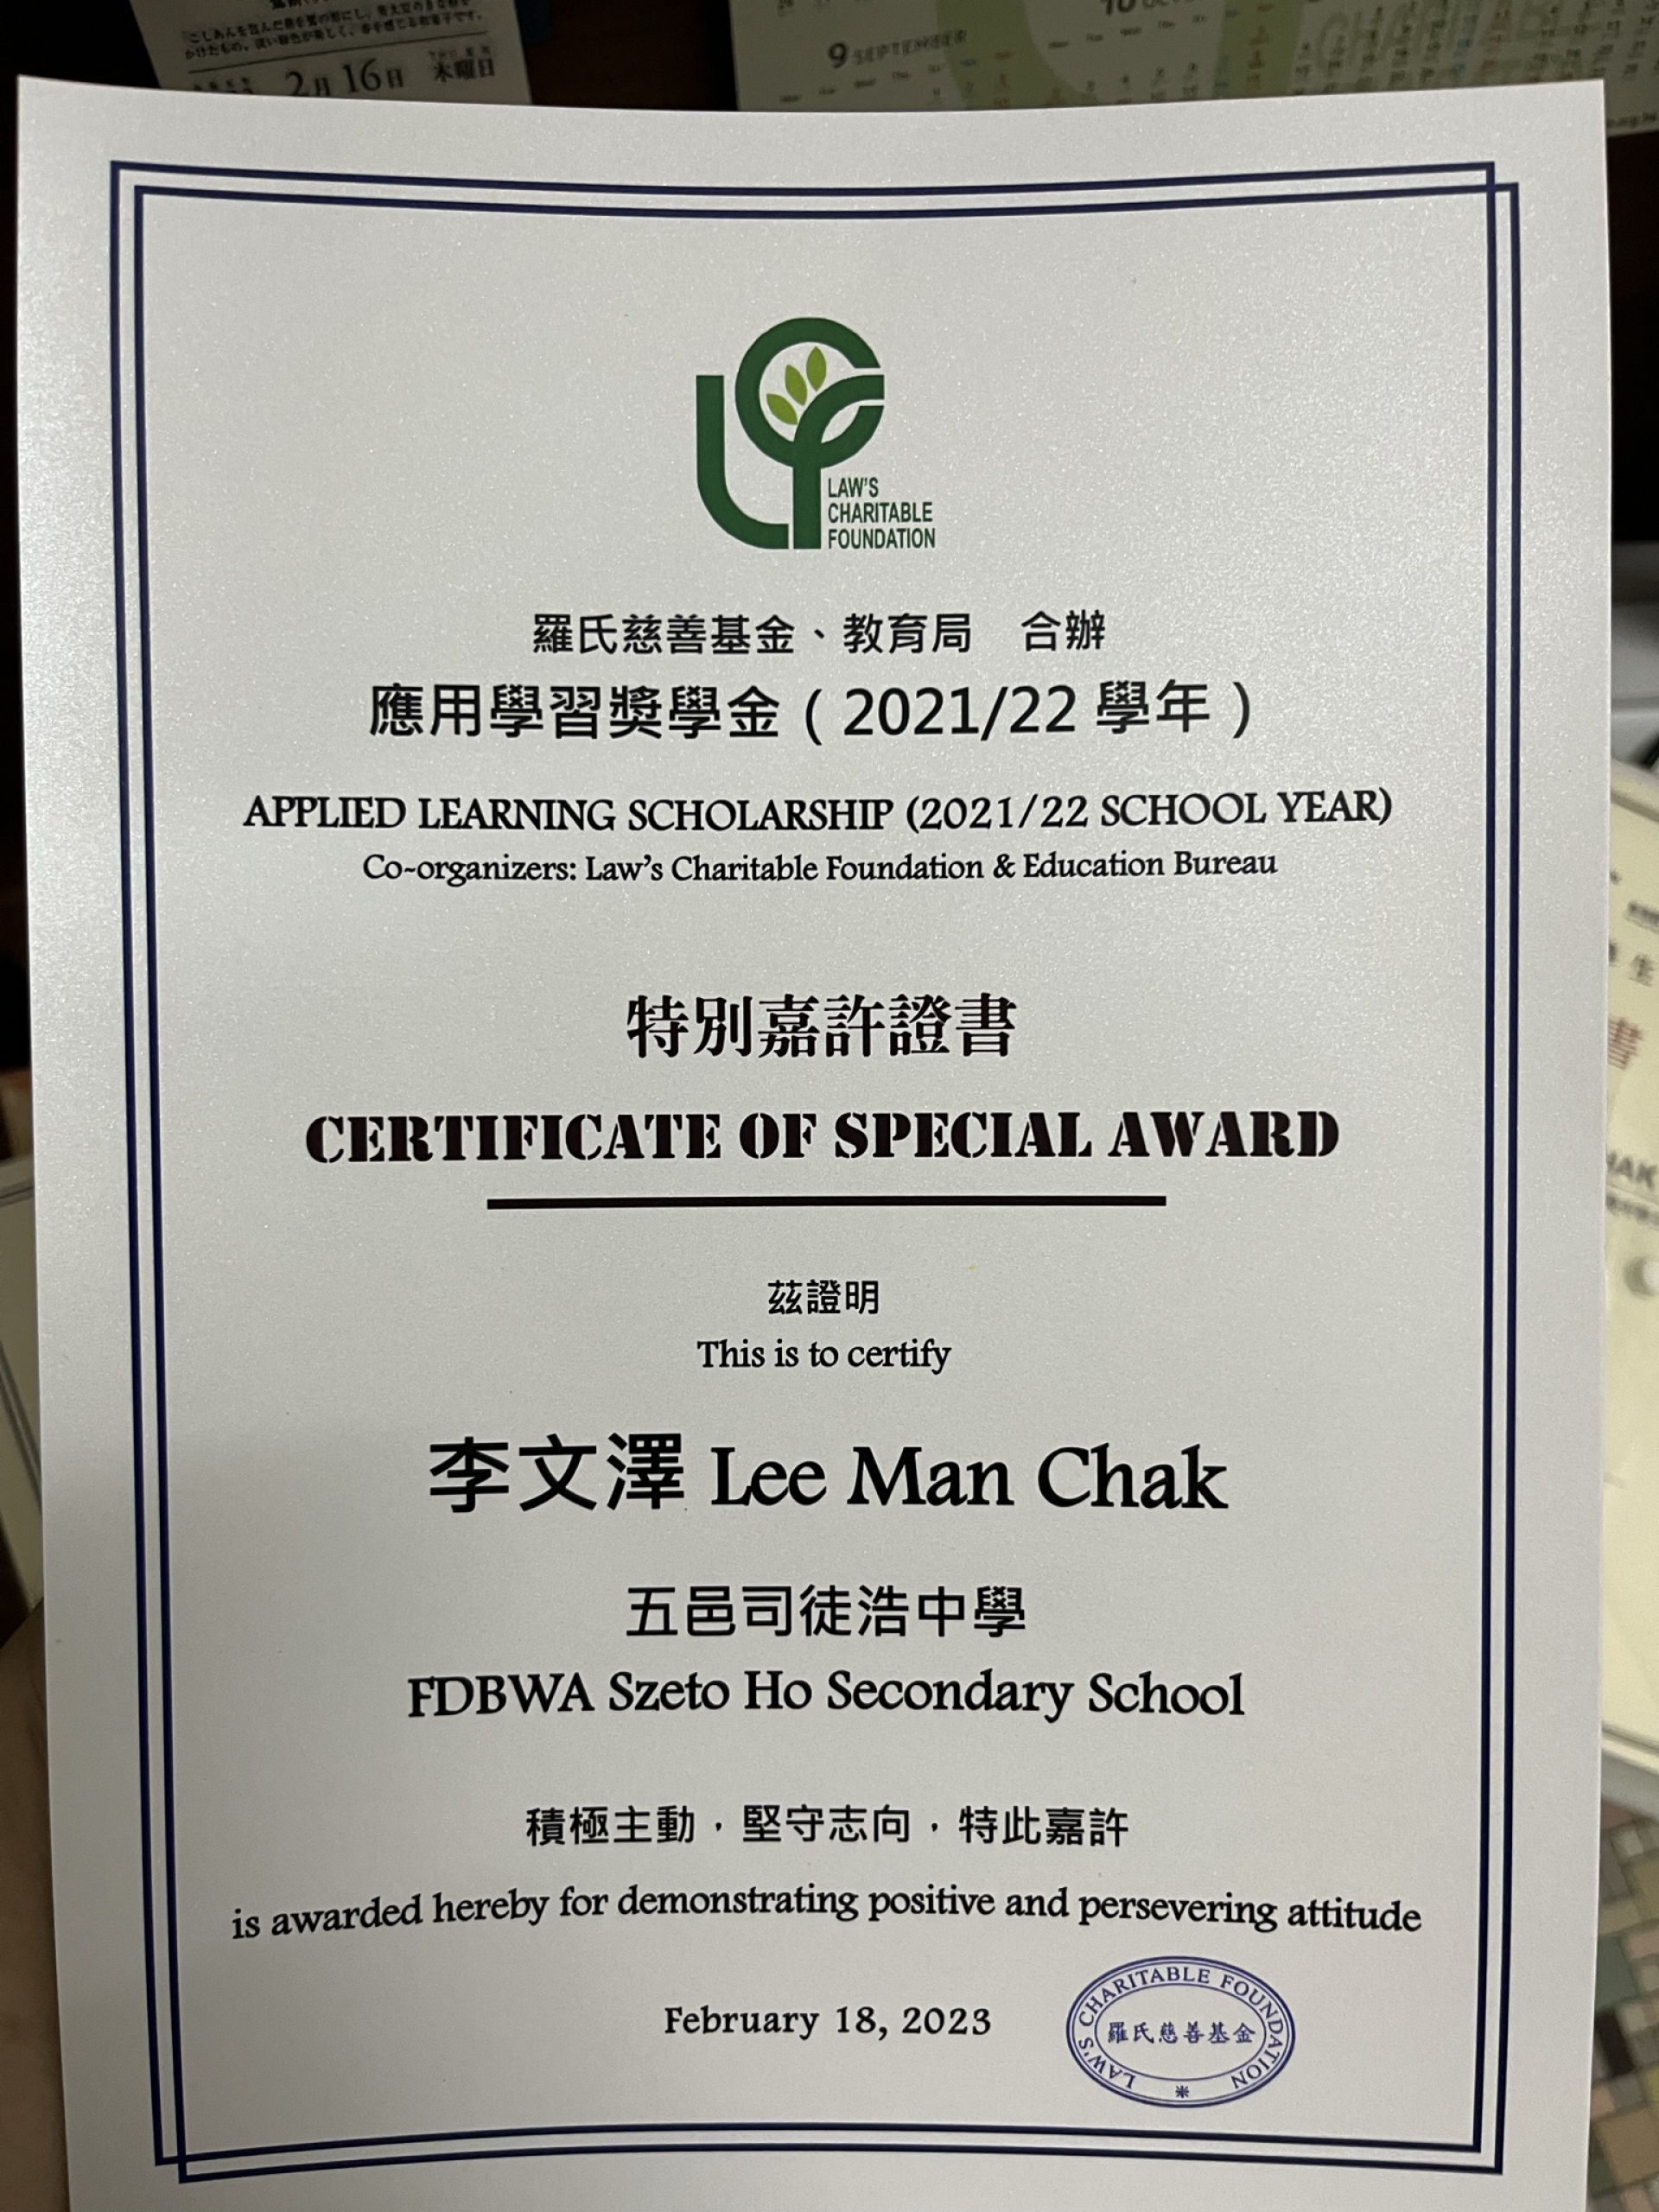 2月16日 木曜日
9 SEPTEMBER
LAW'S
CHARITABLE
FOUNDATION
羅氏慈善基金、教育局 合辦
應用學習獎學金（2021/22 學年）
APPLIED LEARNING SCHOLARSHIP (2021/22 SCHOOL YEAR)
Co-organizers: Law's Charitable Foundation & Education Bureau
特別嘉許證書
CERTIFICATE OF SPECIAL AWARD
茲證明
This is to certify
李文澤 Lee Man Chak
五邑司徒浩中學
FDBWA Szeto Ho Secondary School
積極主動，堅守志向，特此嘉許
is awarded hereby for demonstrating positive and persevering attitude
February 18, 2023
LAW'S CHARITABLE FOUNDATION
羅氏慈善基金